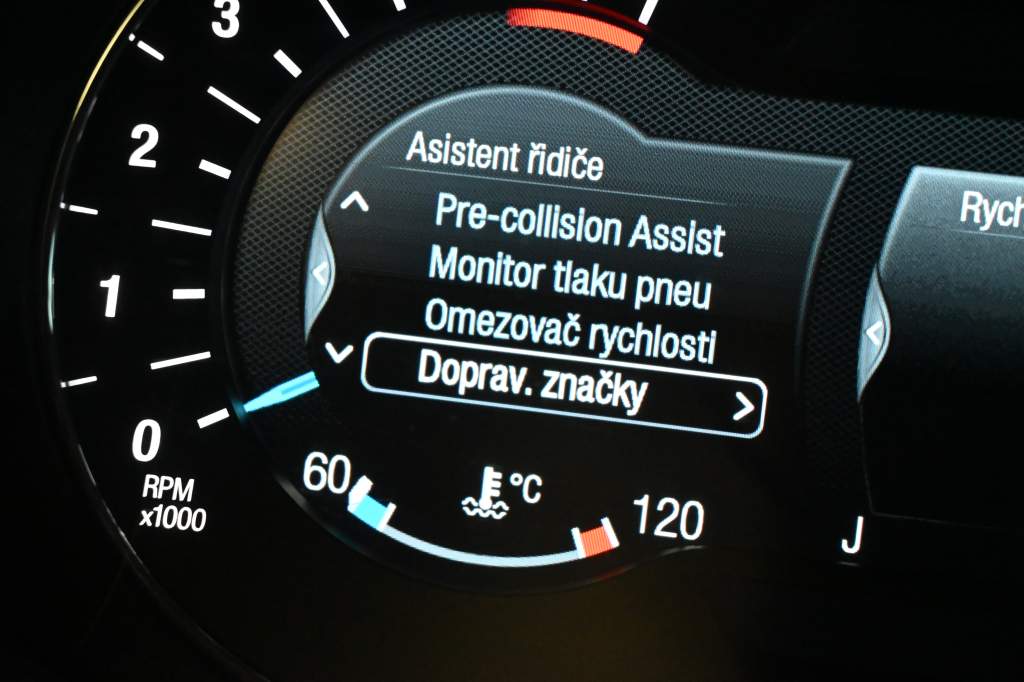 3
2
1
0
RPM
x1000
Asistent řidiče
Pre-collision Assist
Monitor tlaku pneu
Omezovač rychlosti
Doprav. značky
60
°C
120
Rych
J